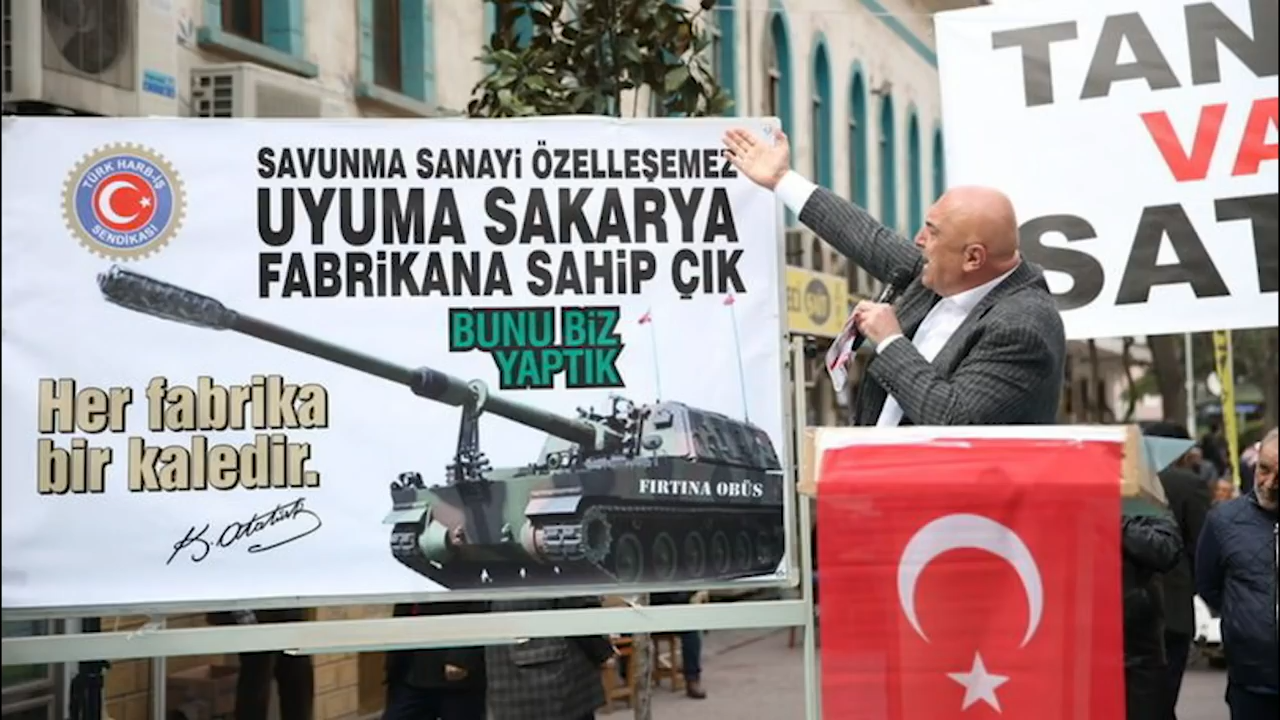 TÜRK HARB-İŞ
SENDİKASI
SAVUNMA SANAYİ ÖZELLEŞEMEZ
UYUMA SAKARYA
FABRİKANA SAHİP ÇIK
BUNU BİZ
YAPTIK
Her fabrika
bir kaledir.
K. Atatürk
FIRTINA OBÜS
TAN
VA
SAT